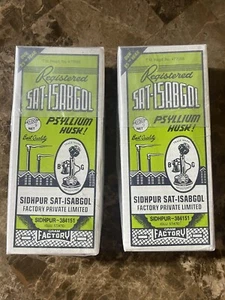 Registered
SAT-ISABGOL
PSYLLIUM
HUSK!
Best Quality
B
G
SIDHPUR SAT-ISABGOL
FACTORY PRIVATE LIMITED
SIDHPUR-384151
FACTORY
Registered
SAT-ISABGOL
PSYLLIUM
HUSK!
Best Quality
B
G
SIDHPUR SAT-ISABGOL
FACTORY PRIVATE LIMITED
SIDHPUR-384151
FACTORY